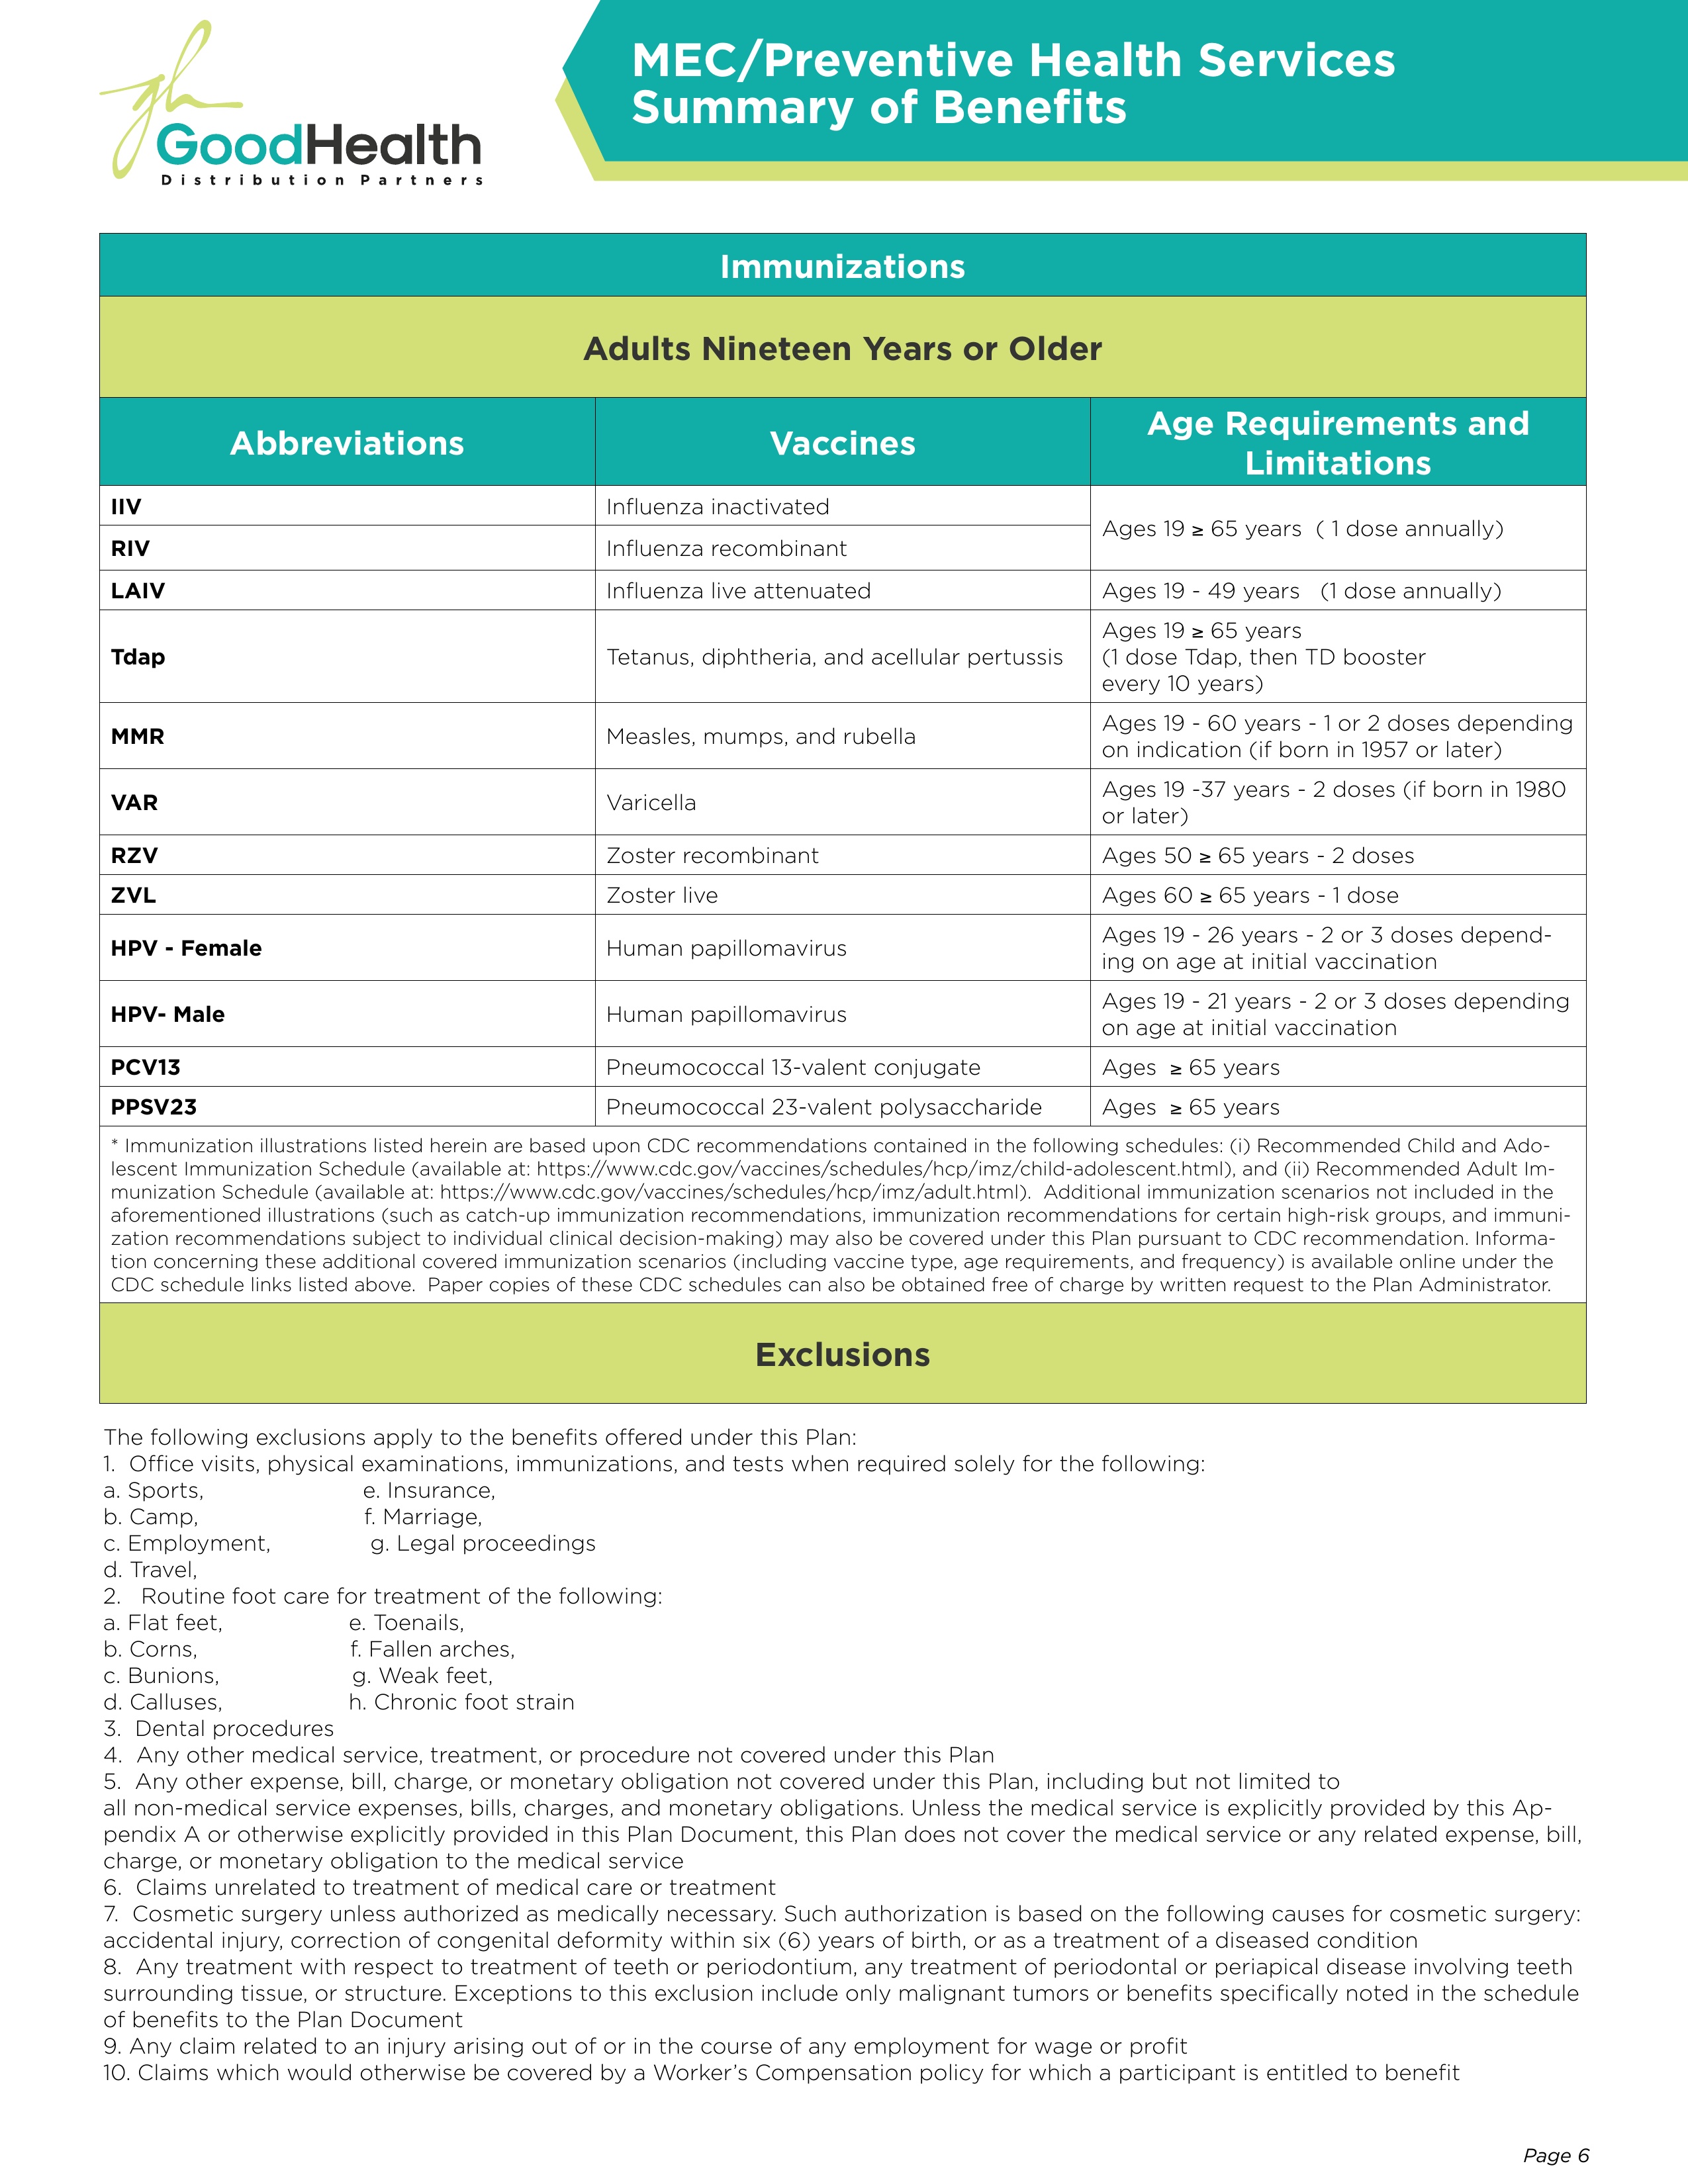 gh
GoodHealth
Distribution Partners
MEC/Preventive Health Services
Summary of Benefits
Immunizations
Adults Nineteen Years or Older
Abbreviations
Vaccines
Age Requirements and
Limitations
IIV
Influenza inactivated
Ages 19 ≥ 65 years  ( 1 dose annually)
RIV
Influenza recombinant
LAIV
Influenza live attenuated
Ages 19 - 49 years   (1 dose annually)
Tdap
Tetanus, diphtheria, and acellular pertussis
Ages 19 ≥ 65 years
(1 dose Tdap, then TD booster
every 10 years)
MMR
Measles, mumps, and rubella
Ages 19 - 60 years - 1 or 2 doses depending
on indication (if born in 1957 or later)
VAR
Varicella
Ages 19 -37 years - 2 doses (if born in 1980
or later)
RZV
Zoster recombinant
Ages 50 ≥ 65 years - 2 doses
ZVL
Zoster live
Ages 60 ≥ 65 years - 1 dose
HPV - Female
Human papillomavirus
Ages 19 - 26 years - 2 or 3 doses depend-
ing on age at initial vaccination
HPV- Male
Human papillomavirus
Ages 19 - 21 years - 2 or 3 doses depending
on age at initial vaccination
PCV13
Pneumococcal 13-valent conjugate
Ages  ≥ 65 years
PPSV23
Pneumococcal 23-valent polysaccharide
Ages  ≥ 65 years
* Immunization illustrations listed herein are based upon CDC recommendations contained in the following schedules: (i) Recommended Child and Ado-
lescent Immunization Schedule (available at: https://www.cdc.gov/vaccines/schedules/hcp/imz/child-adolescent.html), and (ii) Recommended Adult Im-
munization Schedule (available at: https://www.cdc.gov/vaccines/schedules/hcp/imz/adult.html).  Additional immunization scenarios not included in the
aforementioned illustrations (such as catch-up immunization recommendations, immunization recommendations for certain high-risk groups, and immuni-
zation recommendations subject to individual clinical decision-making) may also be covered under this Plan pursuant to CDC recommendation. Informa-
tion concerning these additional covered immunization scenarios (including vaccine type, age requirements, and frequency) is available online under the
CDC schedule links listed above.  Paper copies of these CDC schedules can also be obtained free of charge by written request to the Plan Administrator.
Exclusions
The following exclusions apply to the benefits offered under this Plan:
1.  Office visits, physical examinations, immunizations, and tests when required solely for the following:
a. Sports, e. Insurance,
b. Camp, f. Marriage,
c. Employment, g. Legal proceedings
d. Travel,
2.   Routine foot care for treatment of the following:
a. Flat feet, e. Toenails,
b. Corns, f. Fallen arches,
c. Bunions, g. Weak feet,
d. Calluses, h. Chronic foot strain
3.  Dental procedures
4.  Any other medical service, treatment, or procedure not covered under this Plan
5.  Any other expense, bill, charge, or monetary obligation not covered under this Plan, including but not limited to
all non-medical service expenses, bills, charges, and monetary obligations. Unless the medical service is explicitly provided by this Ap-
pendix A or otherwise explicitly provided in this Plan Document, this Plan does not cover the medical service or any related expense, bill,
charge, or monetary obligation to the medical service
6.  Claims unrelated to treatment of medical care or treatment
7.  Cosmetic surgery unless authorized as medically necessary. Such authorization is based on the following causes for cosmetic surgery:
accidental injury, correction of congenital deformity within six (6) years of birth, or as a treatment of a diseased condition
8.  Any treatment with respect to treatment of teeth or periodontium, any treatment of periodontal or periapical disease involving teeth
surrounding tissue, or structure. Exceptions to this exclusion include only malignant tumors or benefits specifically noted in the schedule
of benefits to the Plan Document
9. Any claim related to an injury arising out of or in the course of any employment for wage or profit
10. Claims which would otherwise be covered by a Worker’s Compensation policy for which a participant is entitled to benefit
Page 6